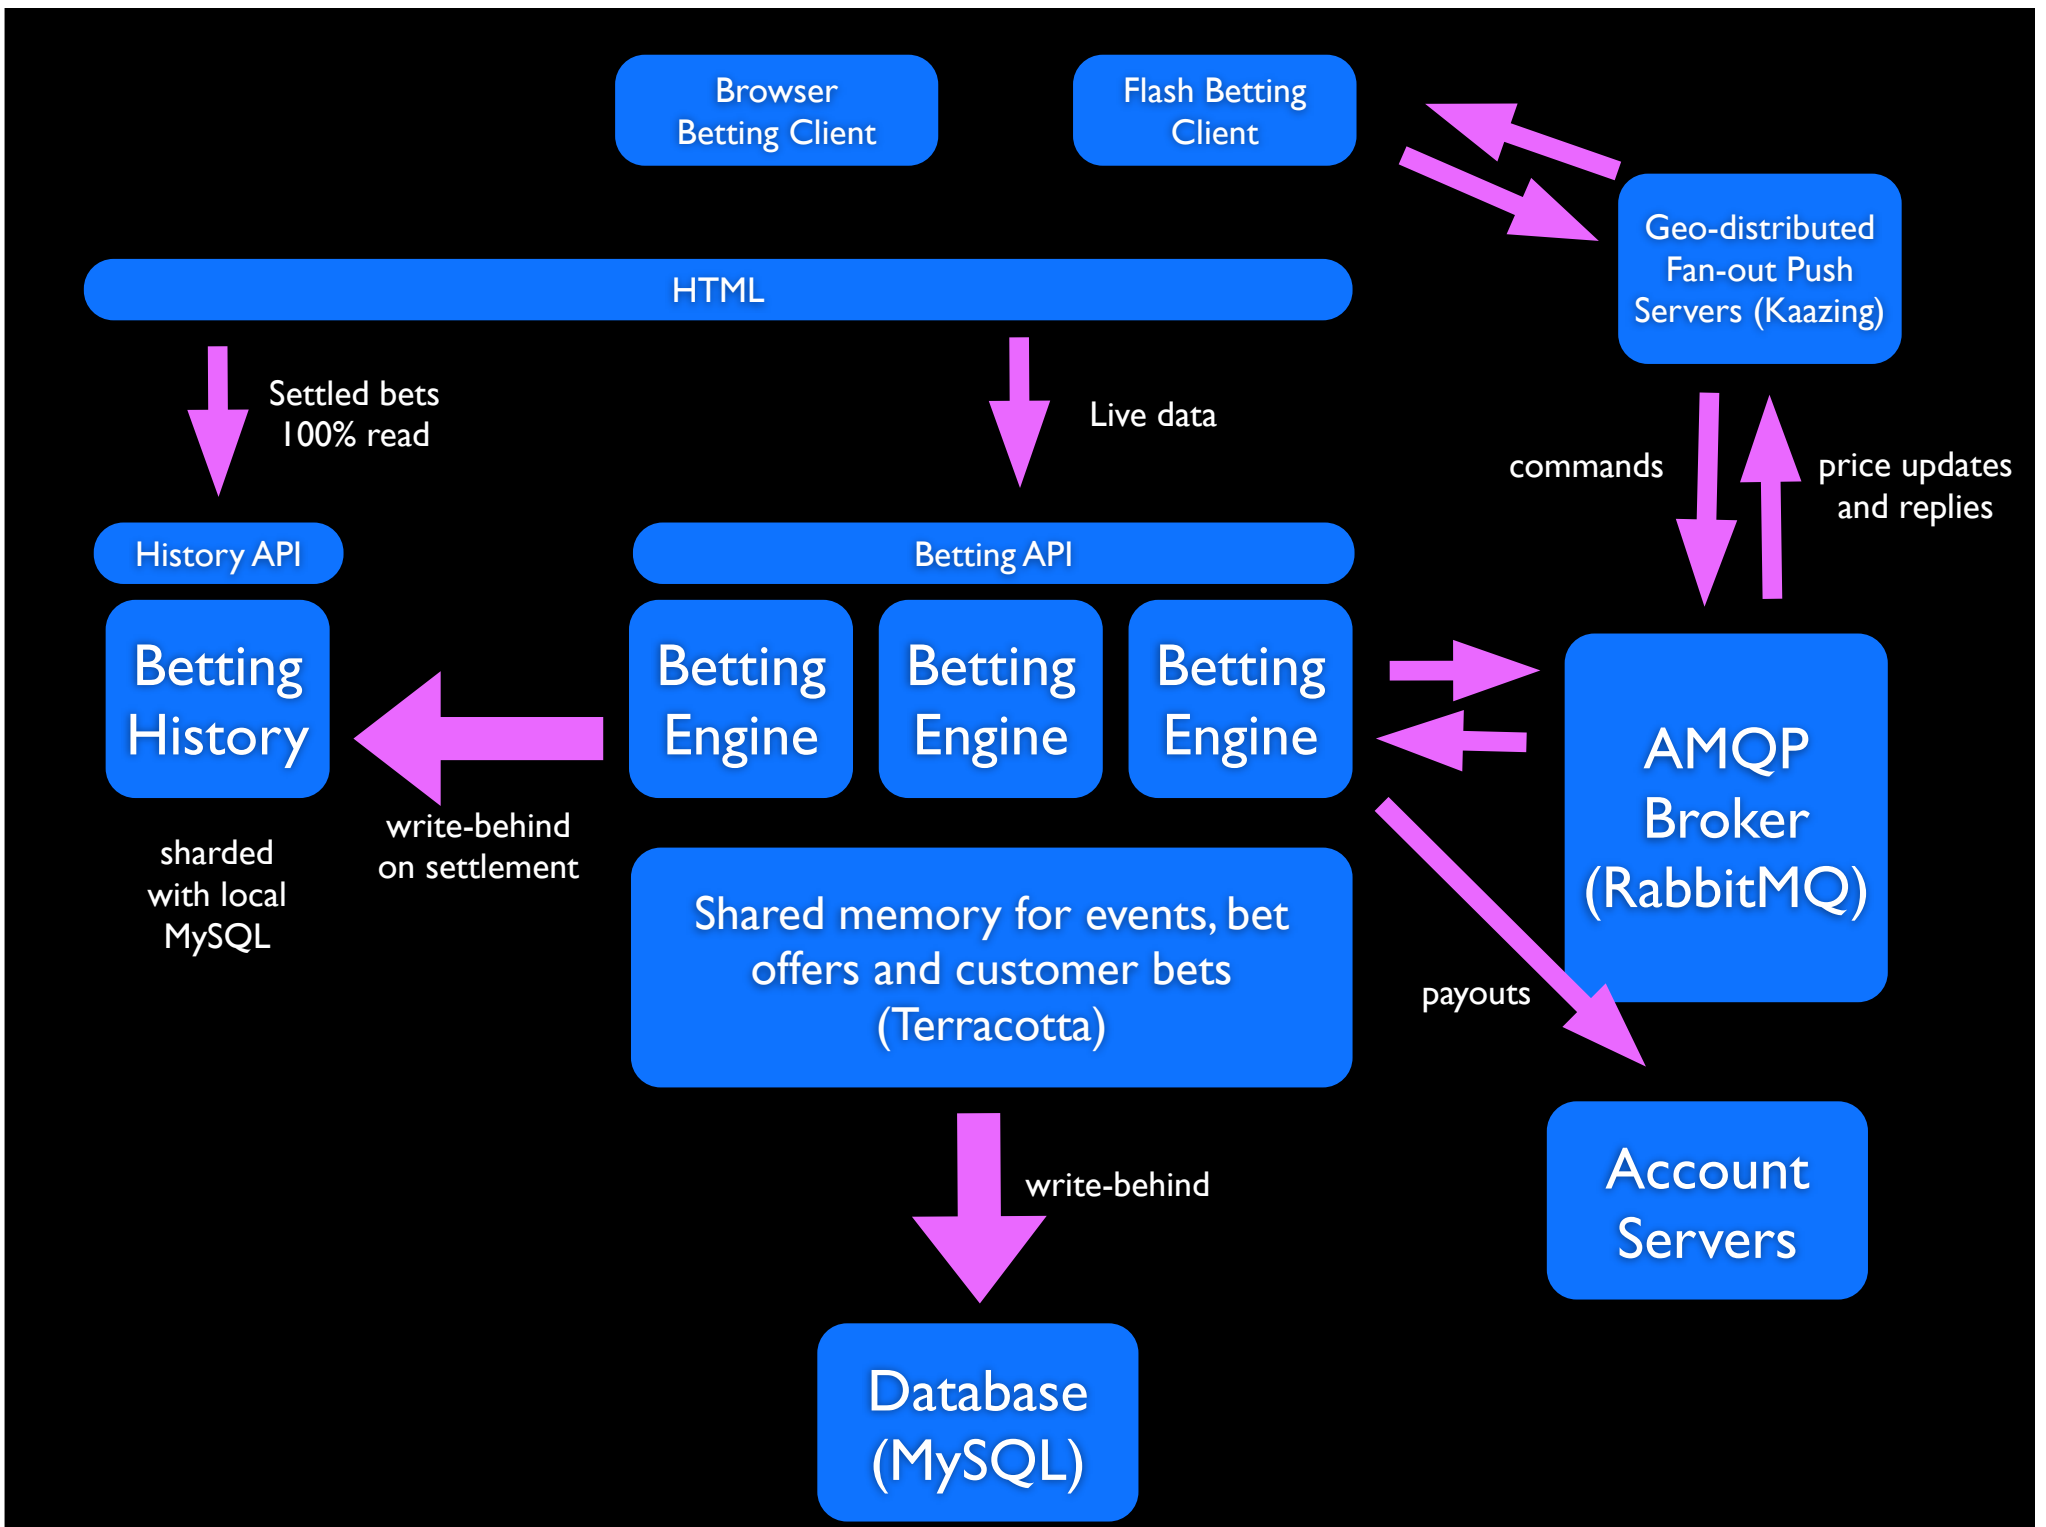 Browser
Betting Client
Flash Betting
Client
Geo-distributed
Fan-out Push
Servers (Kaazing)
HTML
Settled bets
100% read
Live data
commands
price updates
and replies
History API
Betting API
Betting
History
Betting
Engine
Betting
Engine
Betting
Engine
AMQP
Broker
(RabbitMQ)
write-behind
on settlement
sharded
with local
MySQL
Shared memory for events, bet
offers and customer bets
(Terracotta)
payouts
write-behind
Account
Servers
Database
(MySQL)